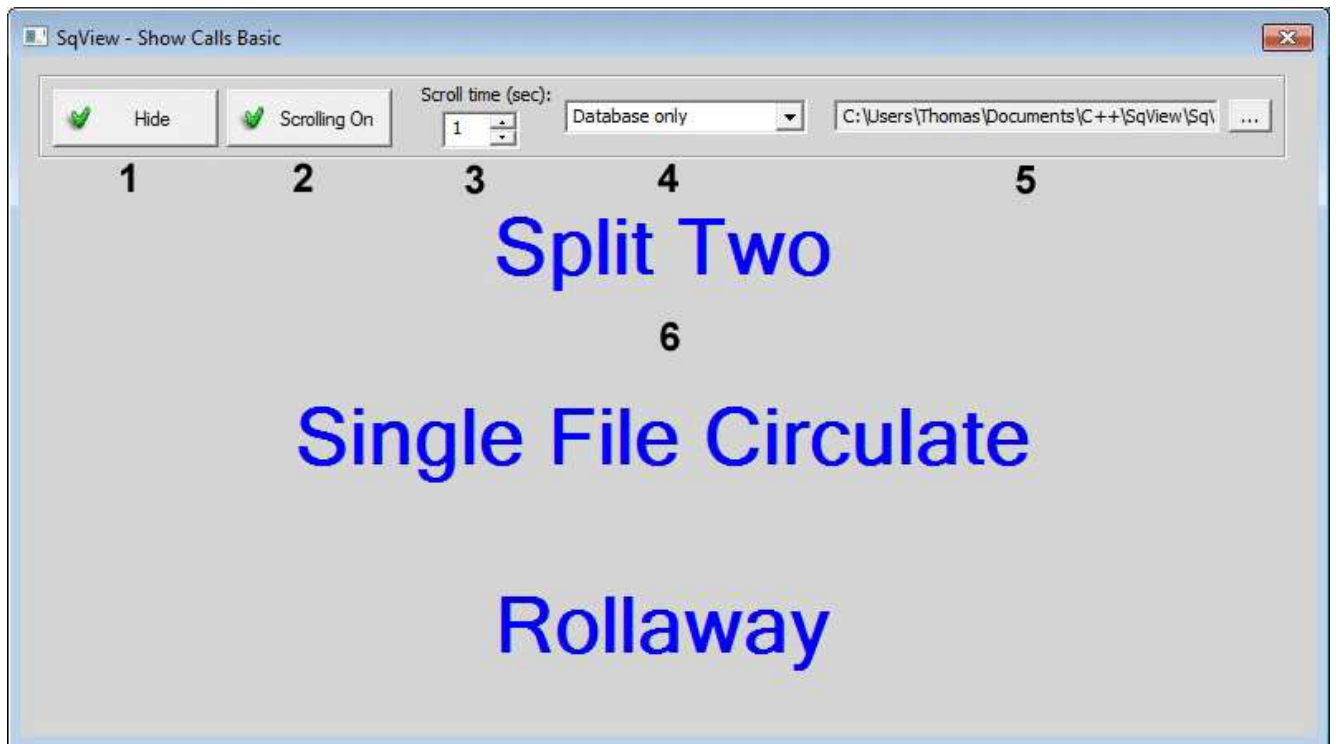 SqView - Show Calls Basic
Scroll time (sec):
Hide Scrolling On 1 Database only C:\Users\Thomas\Documents\C++\SqView\Sq\ ...
1 2 3 4 5
Split Two
6
Single File Circulate
Rollaway